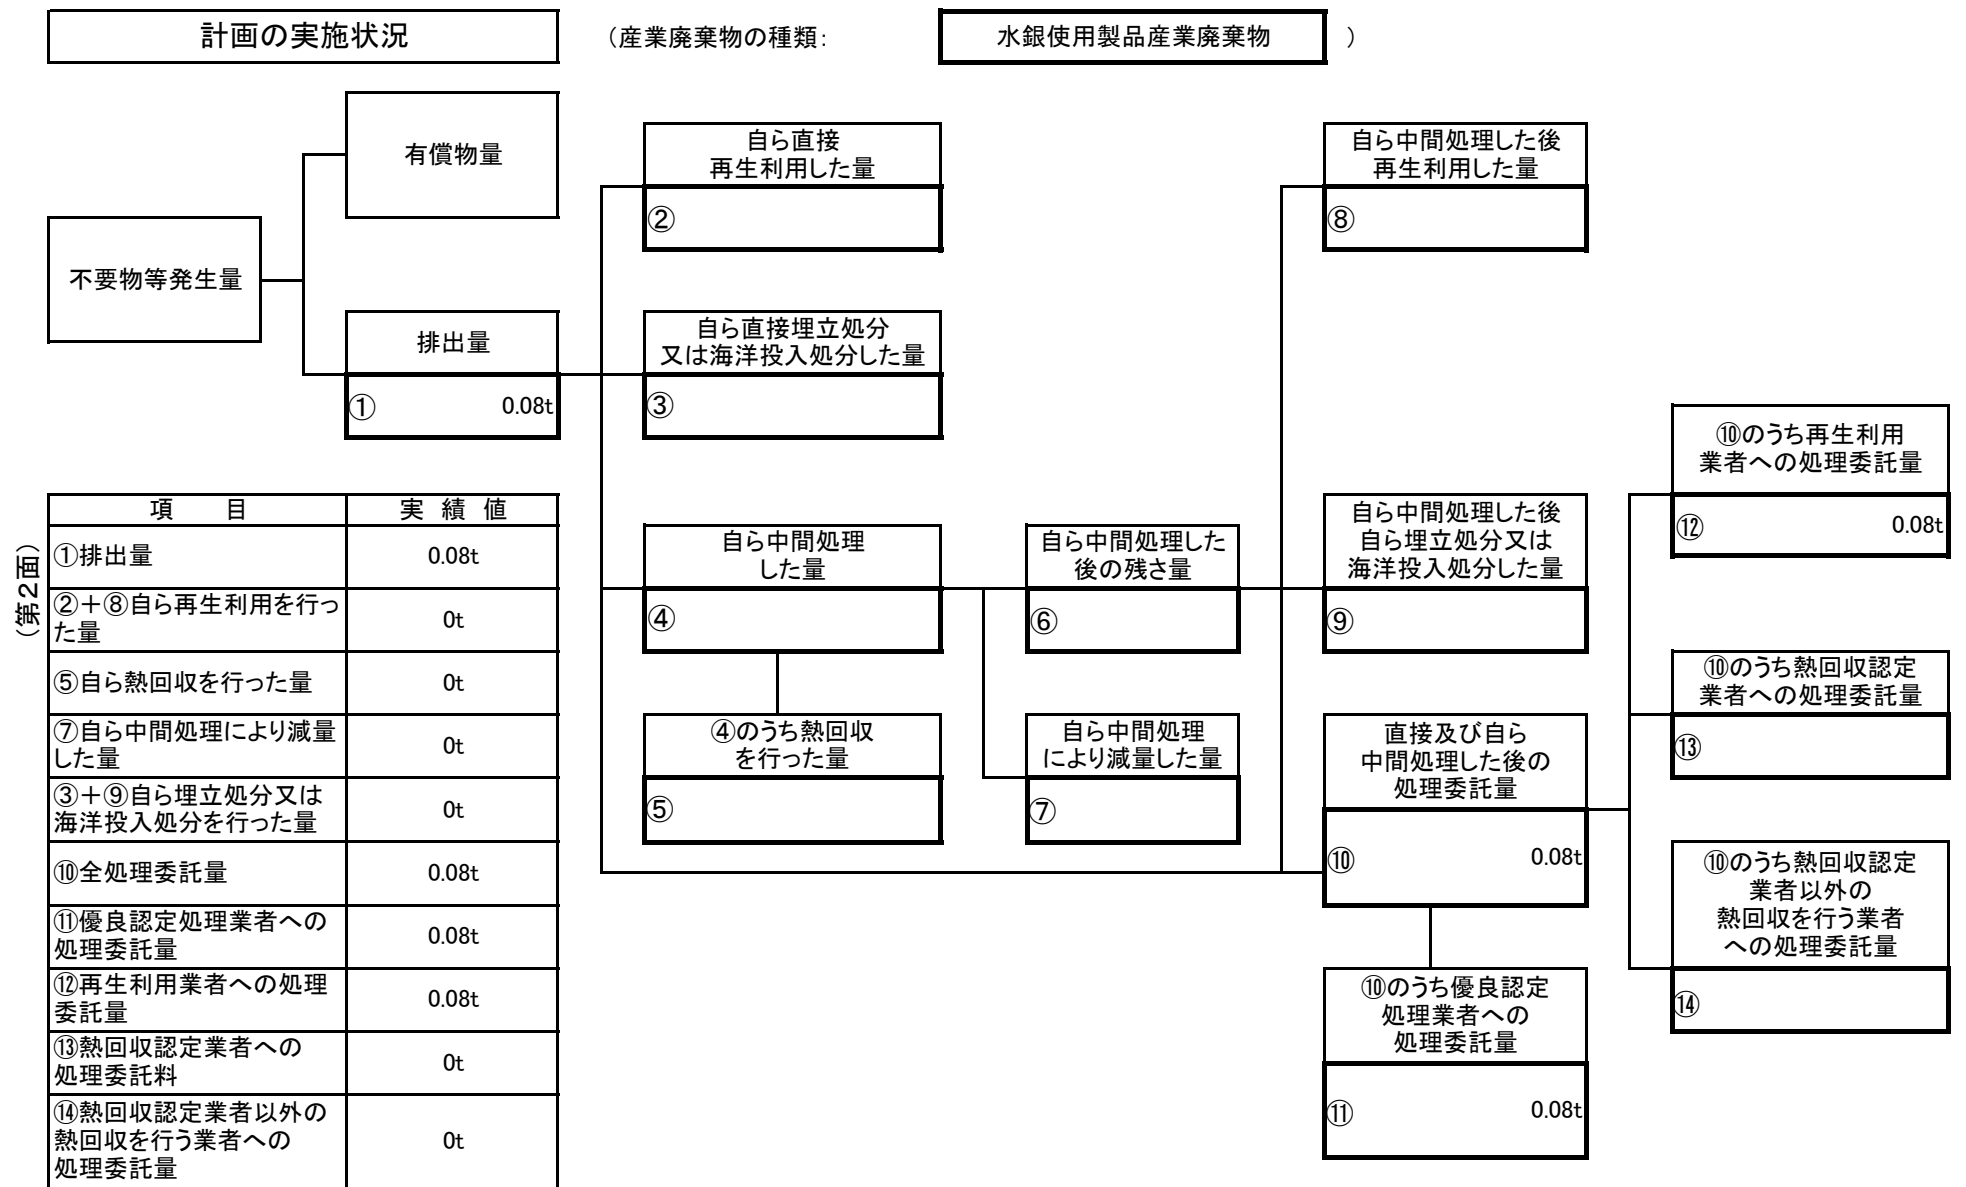 計画の実施状況
(産業廃棄物の種類:
水銀使用製品産業廃棄物
)
有償物量
不要物等発生量
排出量
① 0.08t
自ら直接
再生利用した量
②
自ら直接埋立処分
又は海洋投入処分した量
③
自ら中間処理
した量
④
④のうち熱回収
を行った量
⑤
自ら中間処理した
後の残さ量
⑥
自ら中間処理
により減量した量
⑦
自ら中間処理した後
再生利用した量
⑧
自ら中間処理した後
自ら埋立処分又は
海洋投入処分した量
⑨
直接及び自ら
中間処理した後の
処理委託量
⑩ 0.08t
⑩のうち優良認定
処理業者への
処理委託量
⑪ 0.08t
⑩のうち再生利用
業者への処理委託量
⑫ 0.08t
⑩のうち熱回収認定
業者への処理委託量
⑬
⑩のうち熱回収認定
業者以外の
熱回収を行う業者
への処理委託量
⑭
(第2面)
項 目 実 績 値
①排出量 0.08t
②+⑧自ら再生利用を行っ
た量 0t
⑤自ら熱回収を行った量 0t
⑦自ら中間処理により減量
した量 0t
③+⑨自ら埋立処分又は
海洋投入処分を行った量 0t
⑩全処理委託量 0.08t
⑪優良認定処理業者への
処理委託量 0.08t
⑫再生利用業者への処理
委託量 0.08t
⑬熱回収認定業者への
処理委託料 0t
⑭熱回収認定業者以外の
熱回収を行う業者への
処理委託量 0t